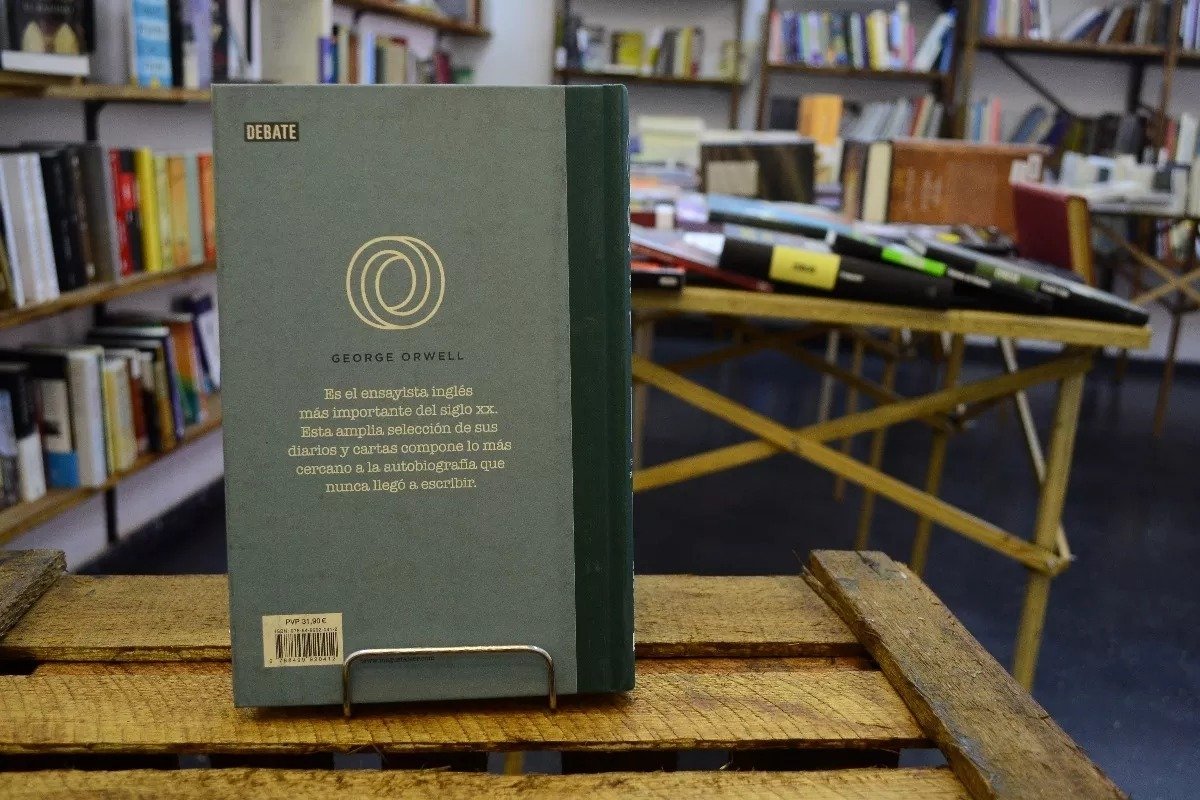 DEBATE
GEORGE ORWELL
Es el ensayista inglés
más importante del siglo xx.
Esta amplia selección de sus
diarios y cartas compone lo más
cercano a la autobiografía que
nunca llegó a escribir.
PVP 31,90 €